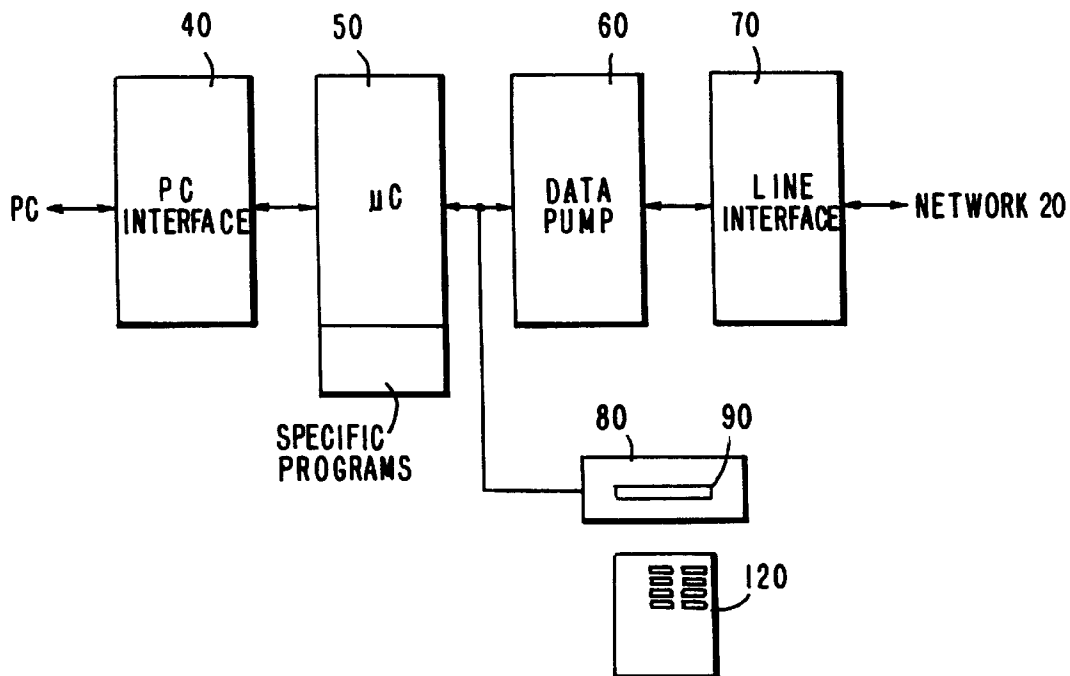 40
50
60
70
PC
PC
INTERFACE
µC
DATA
PUMP
LINE
INTERFACE
NETWORK 20
SPECIFIC
PROGRAMS
80
90
120